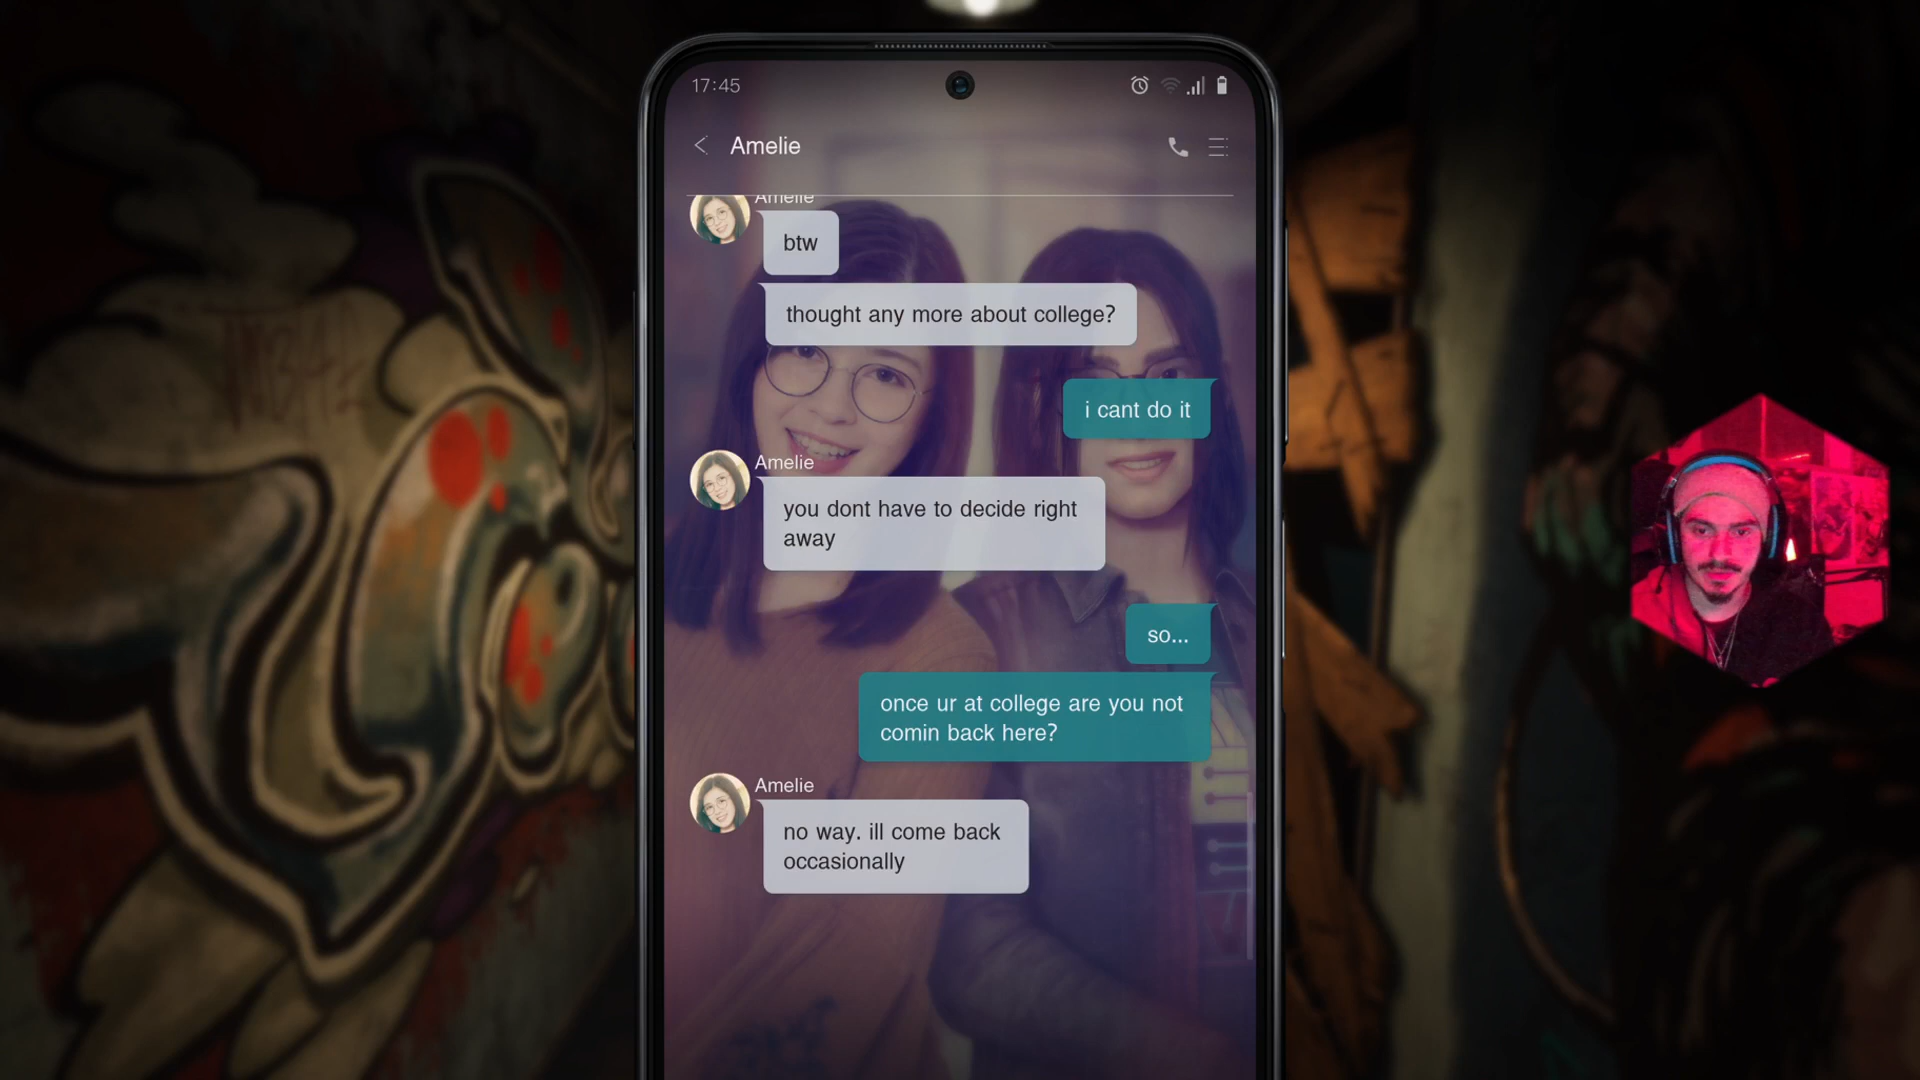 17:45
Amelie
Amelie
btw
thought any more about college?
i cant do it
Amelie
you dont have to decide right
away
so...
once ur at college are you not
comin back here?
Amelie
no way. ill come back
occasionally